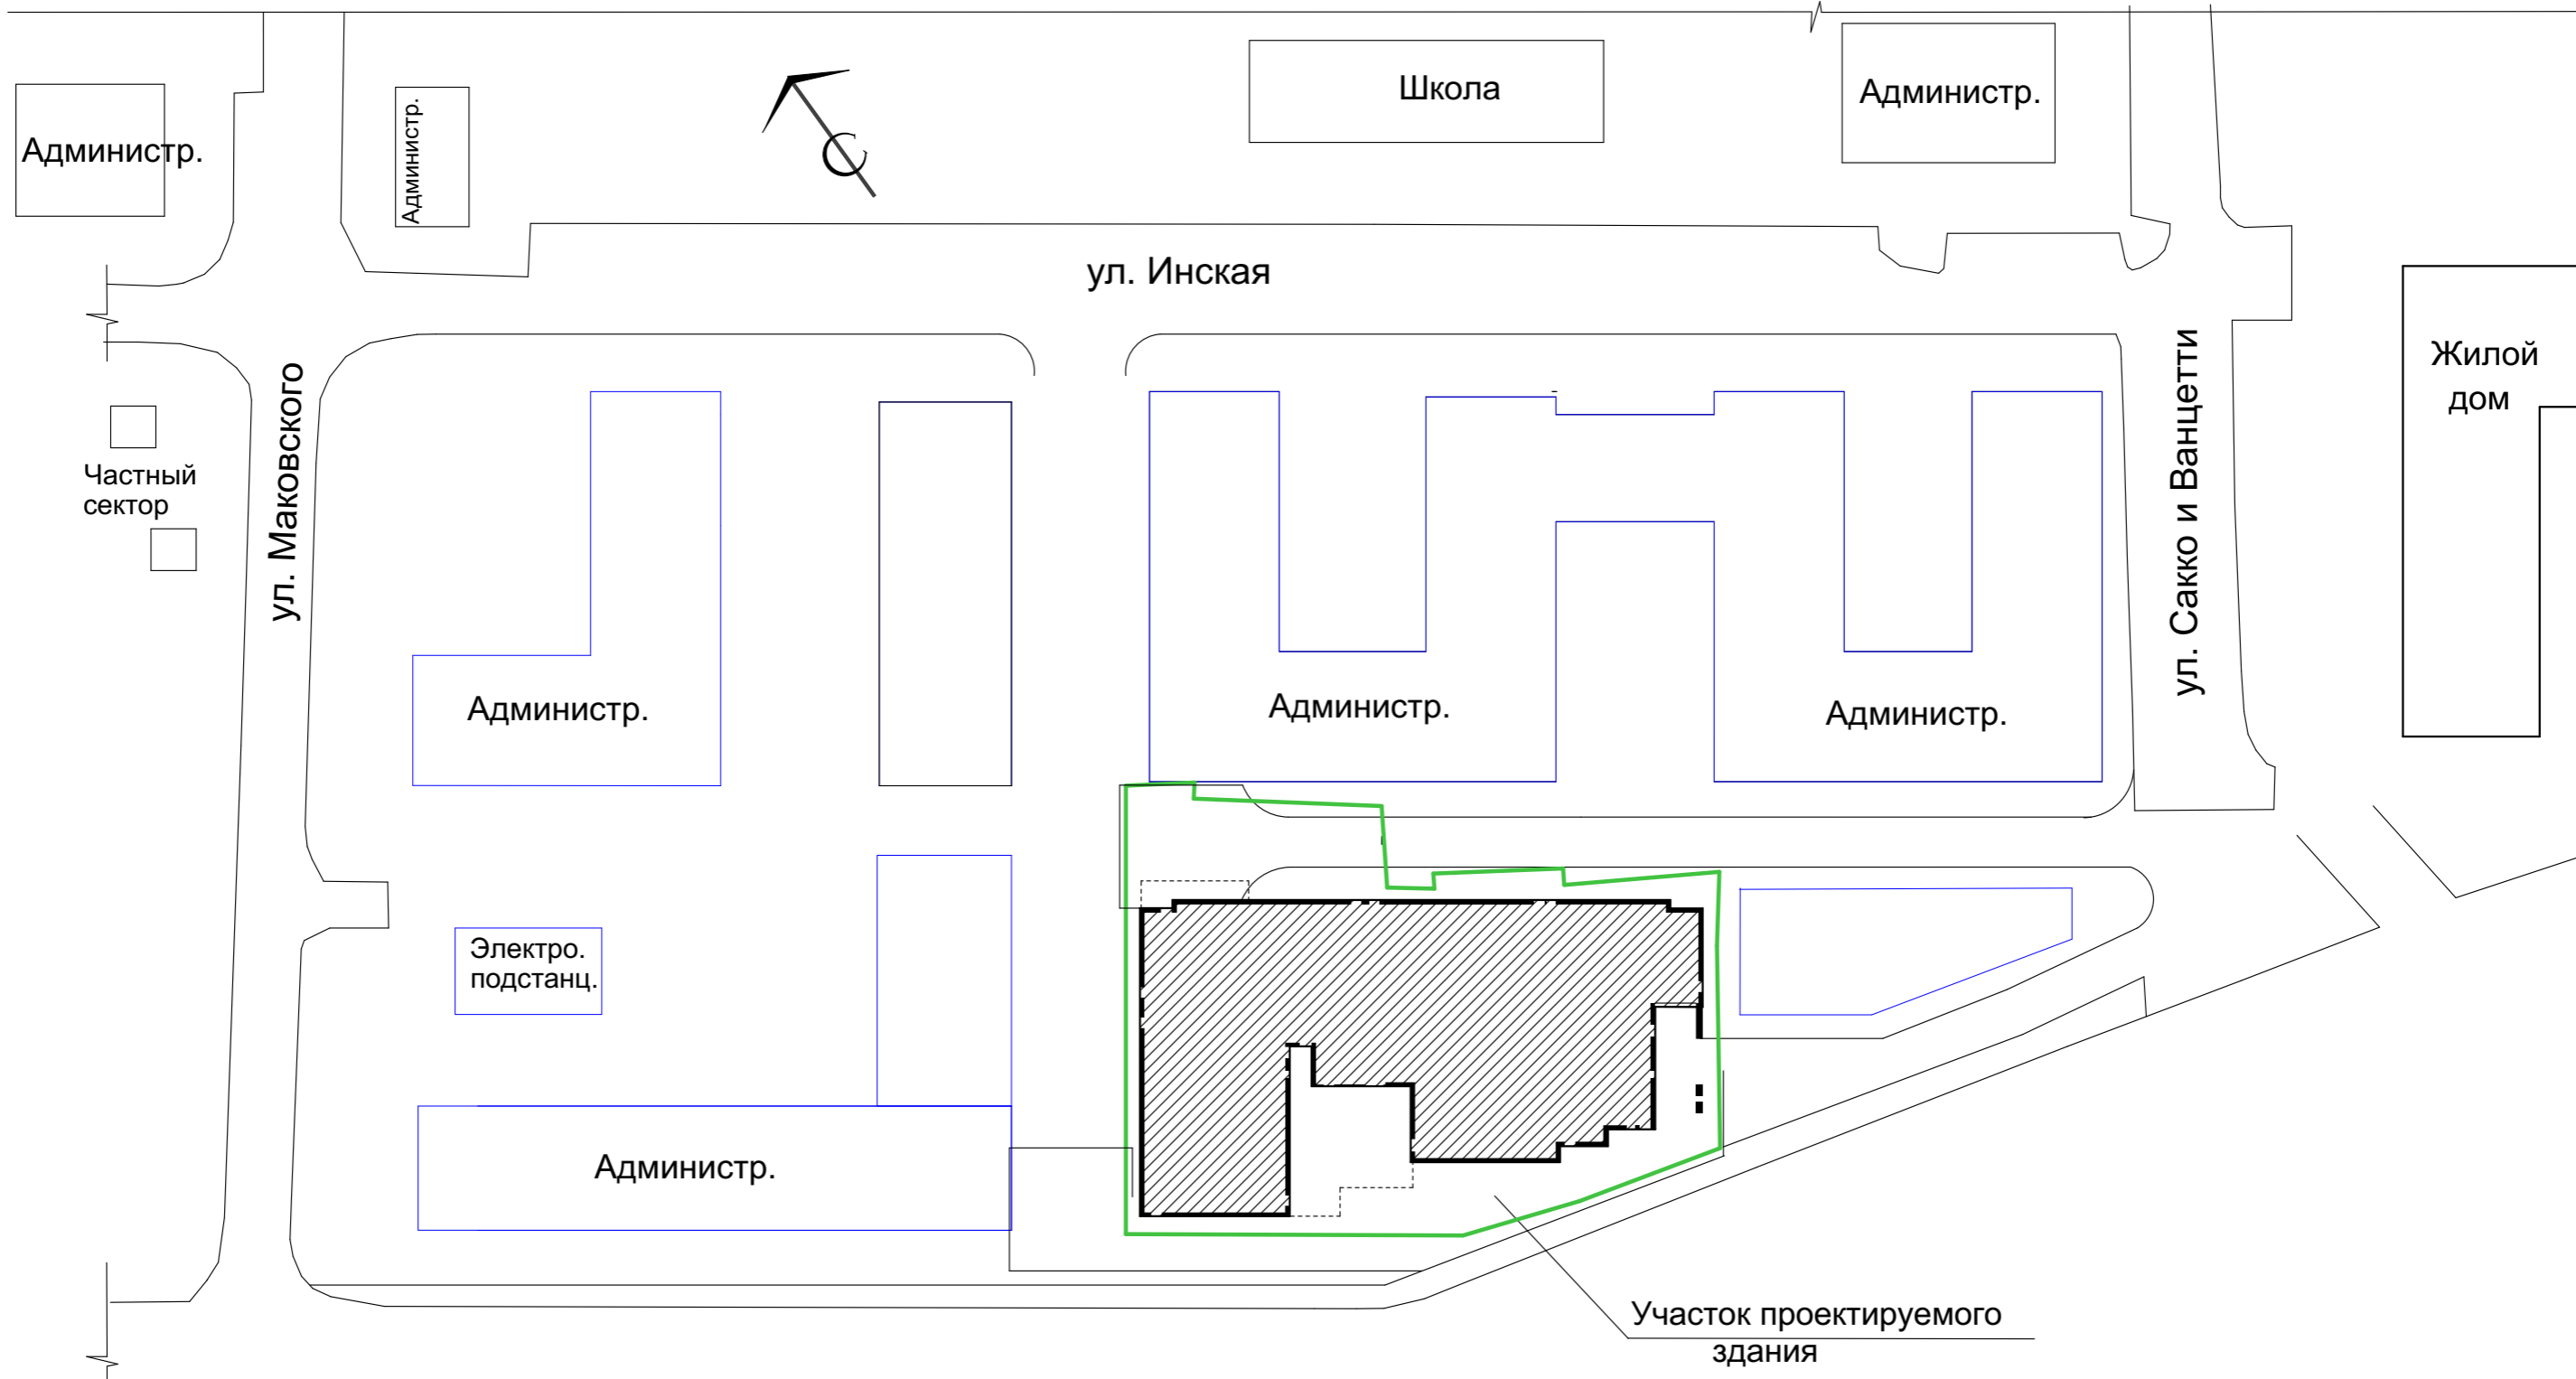 Школа
Администр.
Администр.
Администр.
С
ул. Инская
ул. Маковского
ул. Сакко и Ванцетти
Жилой
дом
Частный
сектор
Администр.
Администр.
Администр.
Электро.
подстанц.
Администр.
Участок проектируемого
здания